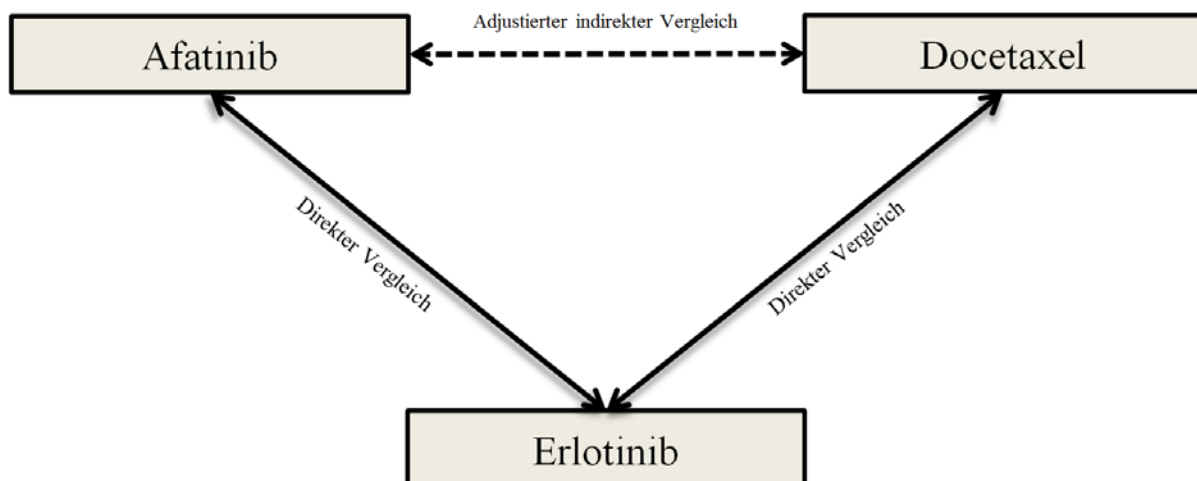 Adjustierter indirekter Vergleich
Afatinib
Docetaxel
Direkter Vergleich
Direkter Vergleich
Erlotinib